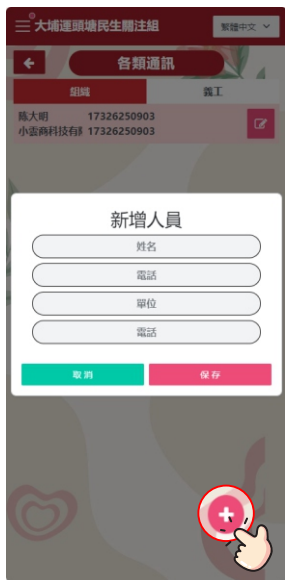 大埔運頭塘民生關注組
繁體中文
各類通訊
組織
義工
陈大明 17326250903
小雲商科技有 17326250903
新增人員
姓名
電話
單位
電話
取消
保存